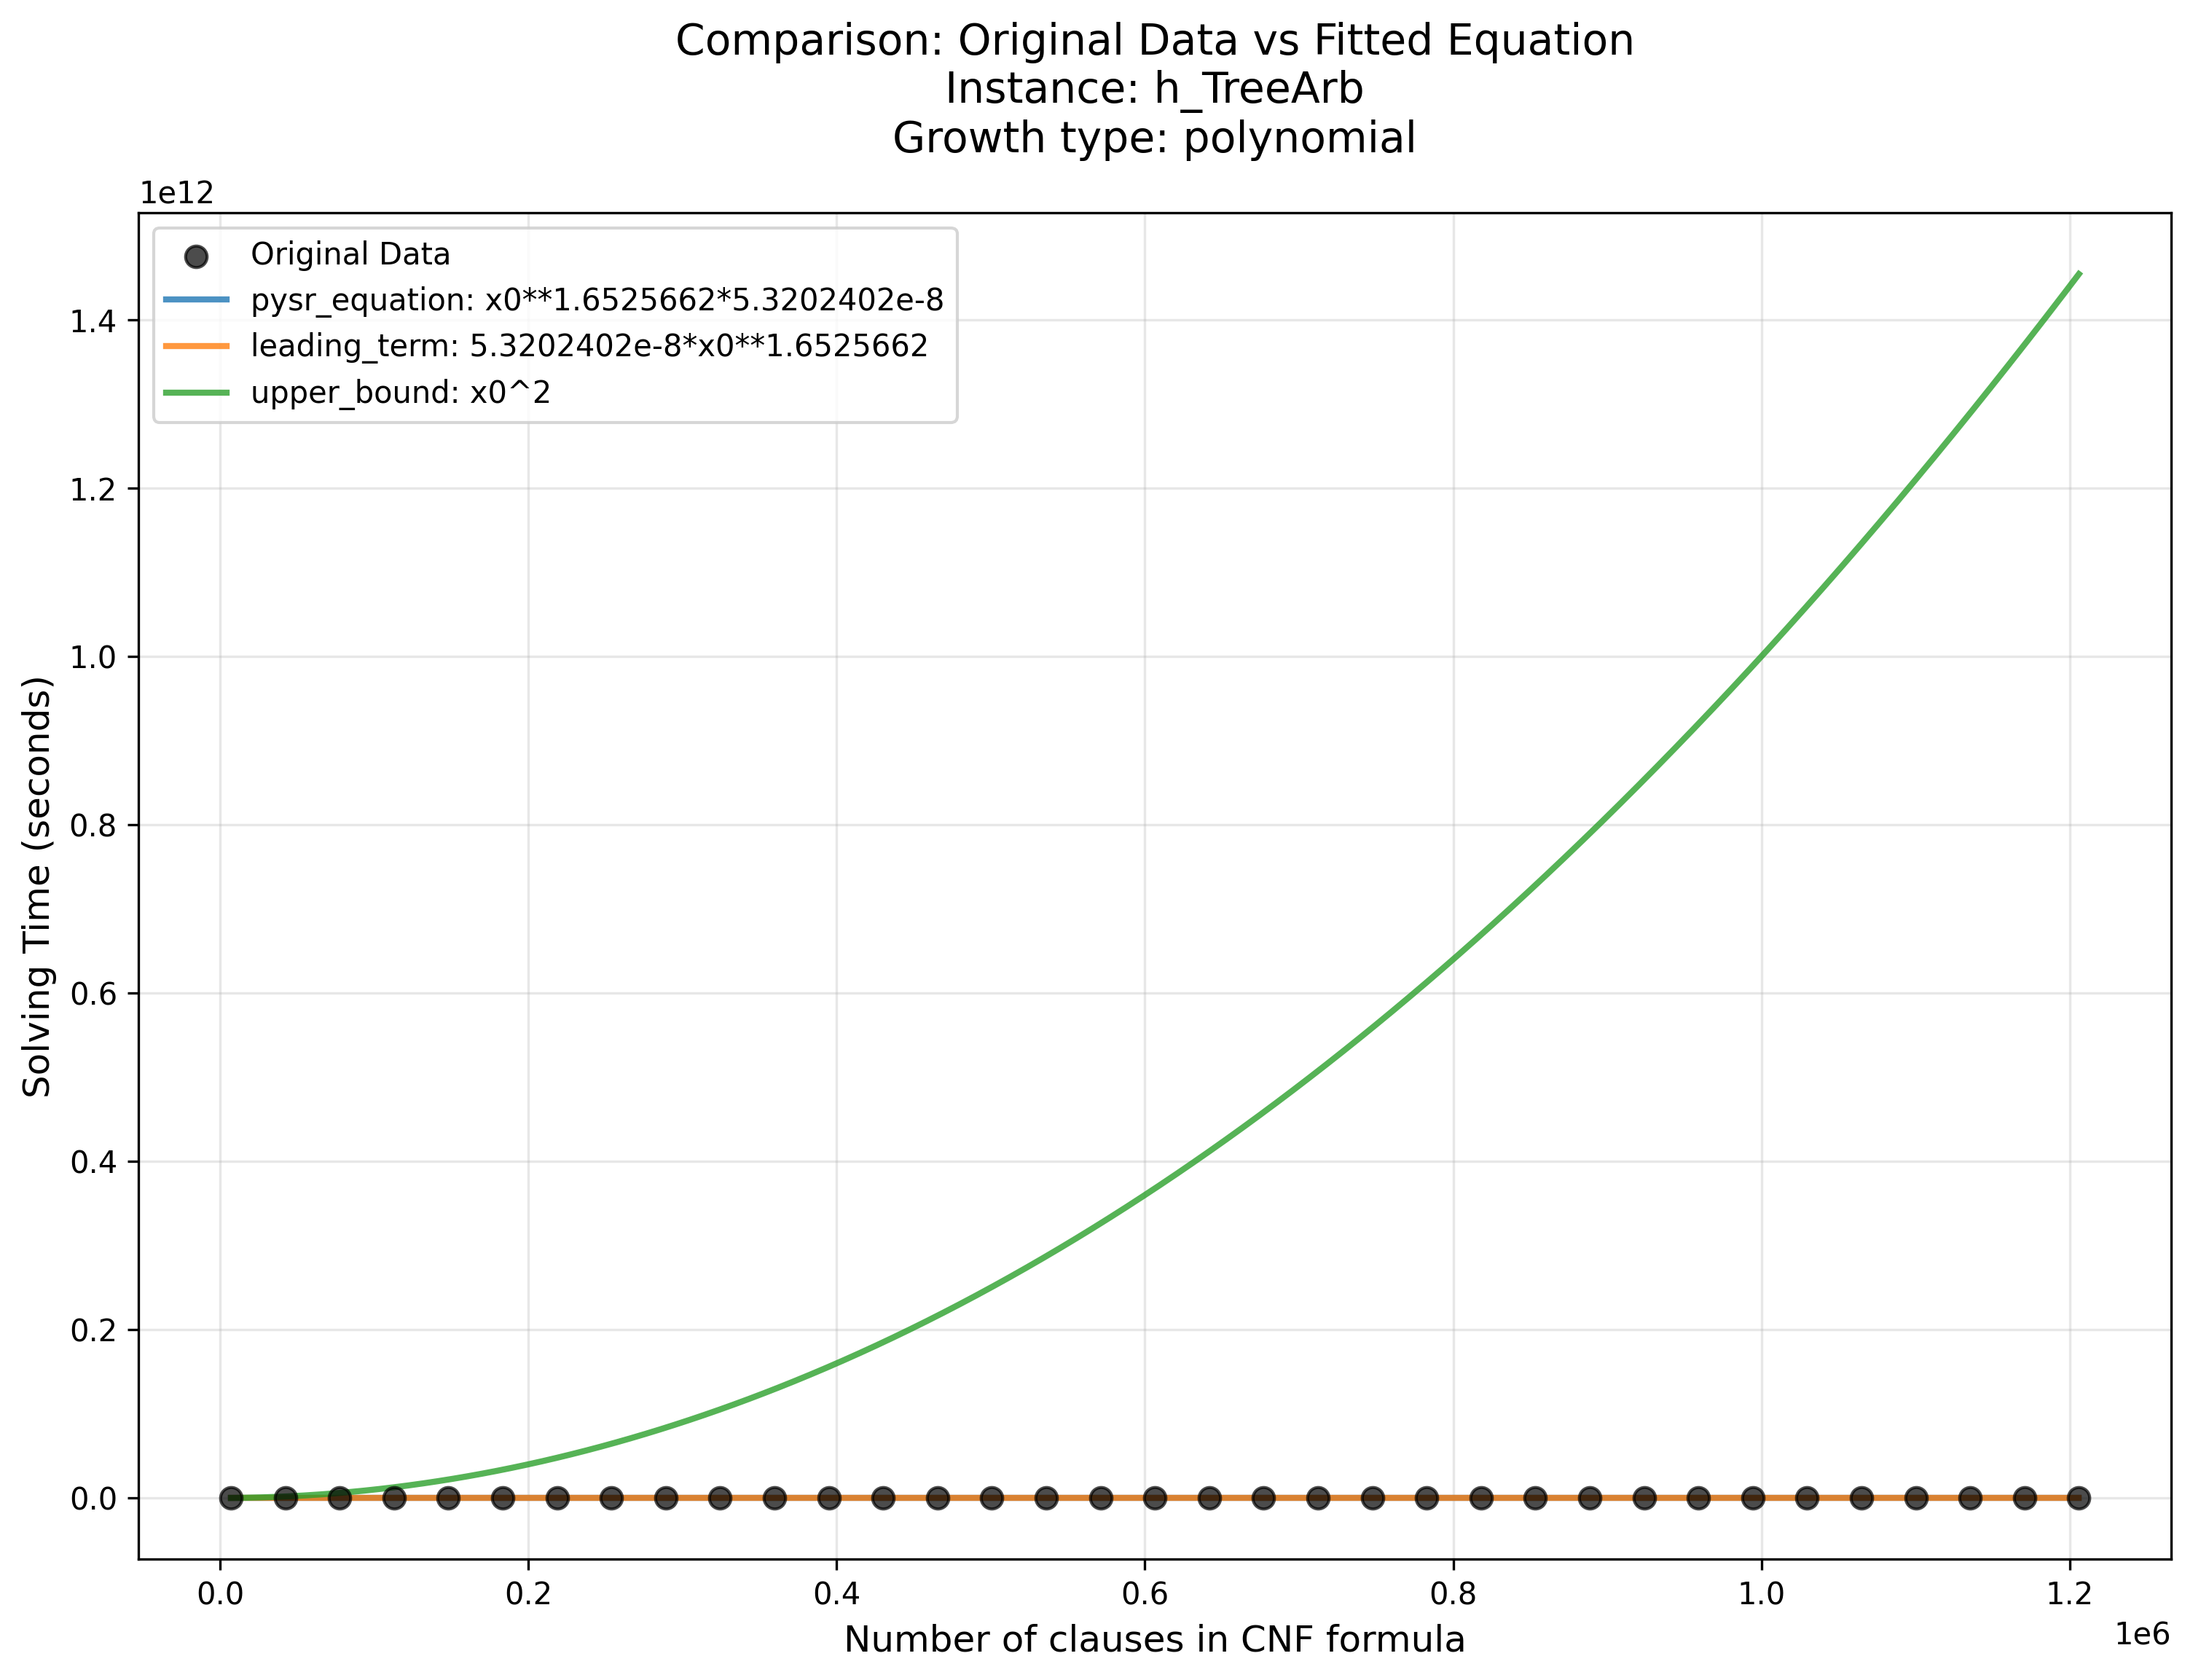 Comparison: Original Data vs Fitted Equation
Instance: h_TreeArb
Growth type: polynomial
1e12
Original Data
pysr_equation: x0**1.6525662*5.3202402e-8
leading_term: 5.3202402e-8*x0**1.6525662
upper_bound: x0^2
1.4
1.2
1.0
0.8
0.6
0.4
0.2
0.0
Solving Time (seconds)
0.0 0.2 0.4 0.6 0.8 1.0 1.2
1e6
Number of clauses in CNF formula